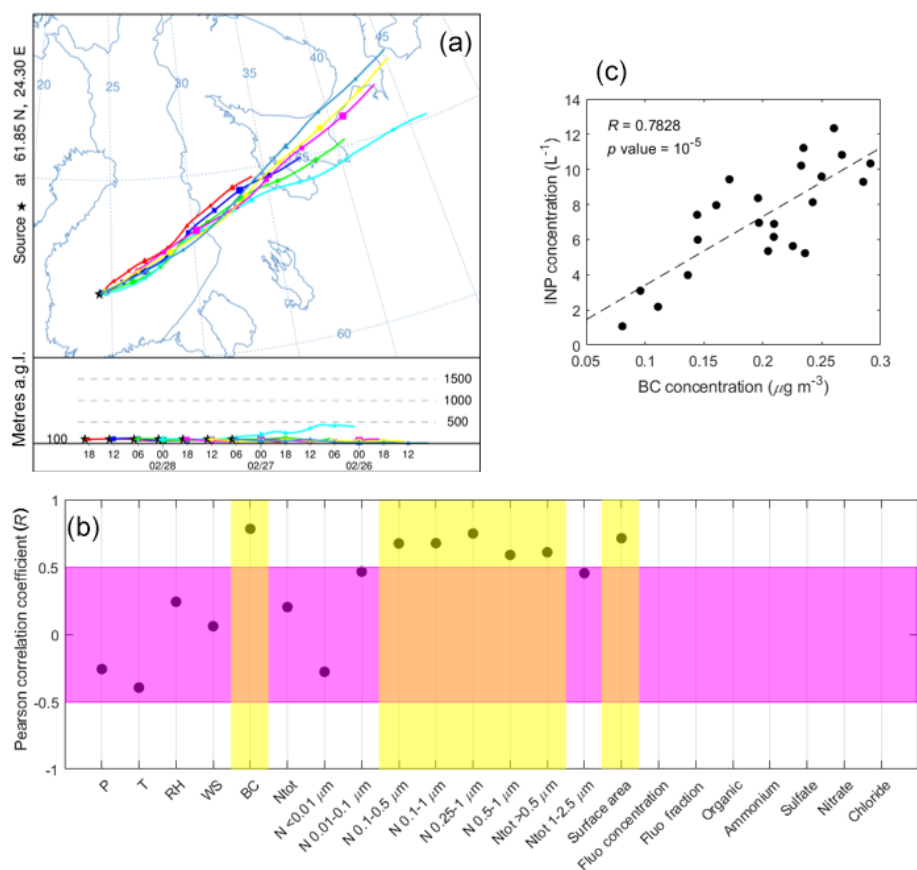 (a)
Source ★ at 61.85 N, 24.30 E
20
25
30
35
40
45
55
60
Metres a.g.l.
1500
1000
500
100
18 12 06 00 18 12 06 00 18 12 06 00 12
02/28 02/27 02/26
(c)
R = 0.7828
p value = 10⁻⁵
INP concentration (L⁻¹)
14
12
10
8
6
4
2
0
0.05 0.1 0.15 0.2 0.25 0.3
BC concentration (μg m⁻³)
(b)
Pearson correlation coefficient (R)
1
0.5
0
-0.5
-1
P
T
RH
WS
BC
Ntot
N <0.01 μm
N 0.01-0.1 μm
N 0.1-0.5 μm
N 0.1-1 μm
N 0.25-1 μm
N 0.5-1 μm
Ntot >0.5 μm
Ntot 1-2.5 μm
Surface area
Fluo concentration
Fluo fraction
Organic
Ammonium
Sulfate
Nitrate
Chloride